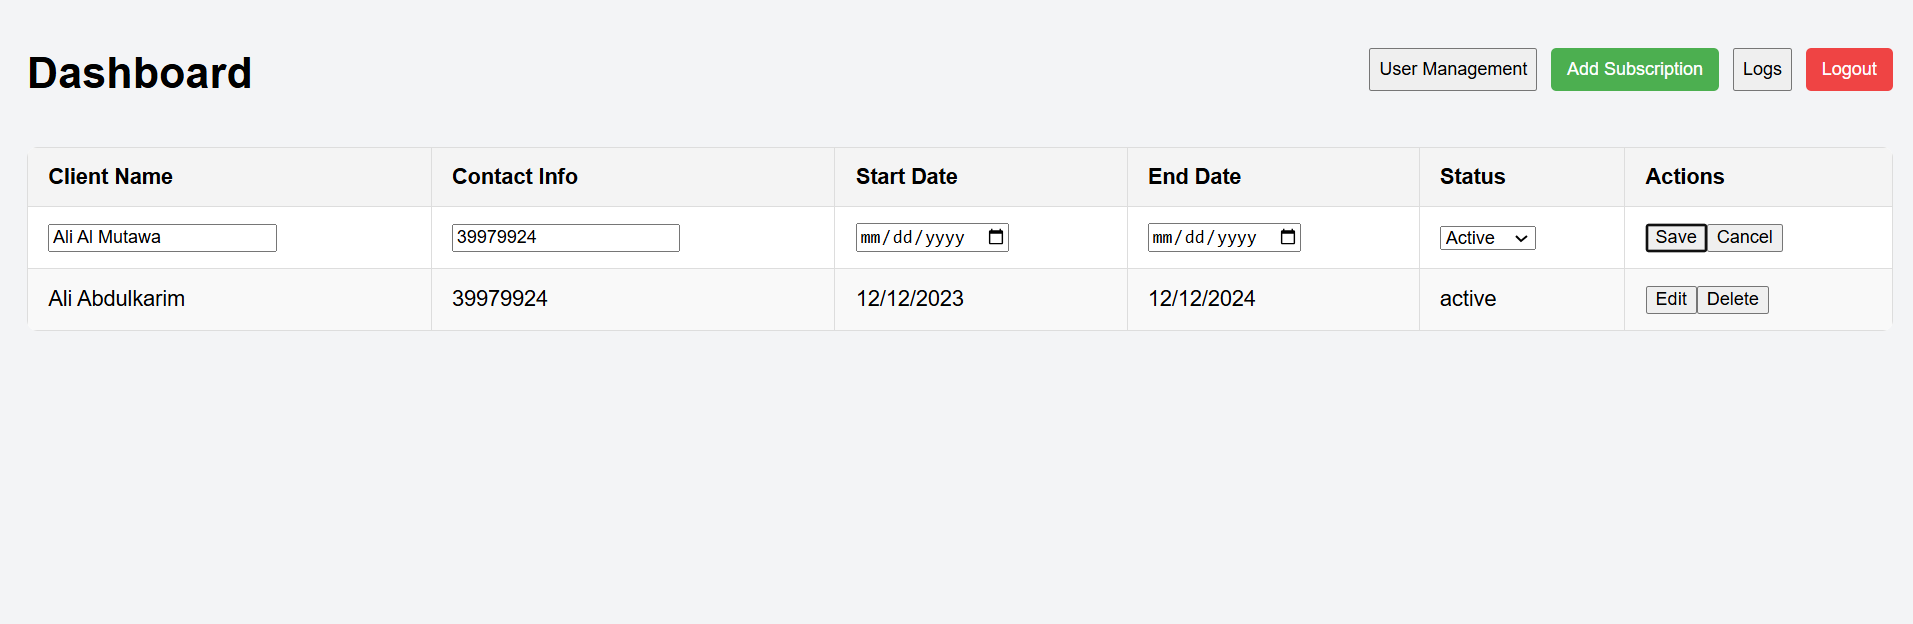 Dashboard
User Management
Add Subscription
Logs
Logout
Client Name Contact Info Start Date End Date Status Actions
Ali Al Mutawa 39979924 mm/dd/yyyy mm/dd/yyyy Active Save Cancel
Ali Abdulkarim 39979924 12/12/2023 12/12/2024 active Edit Delete